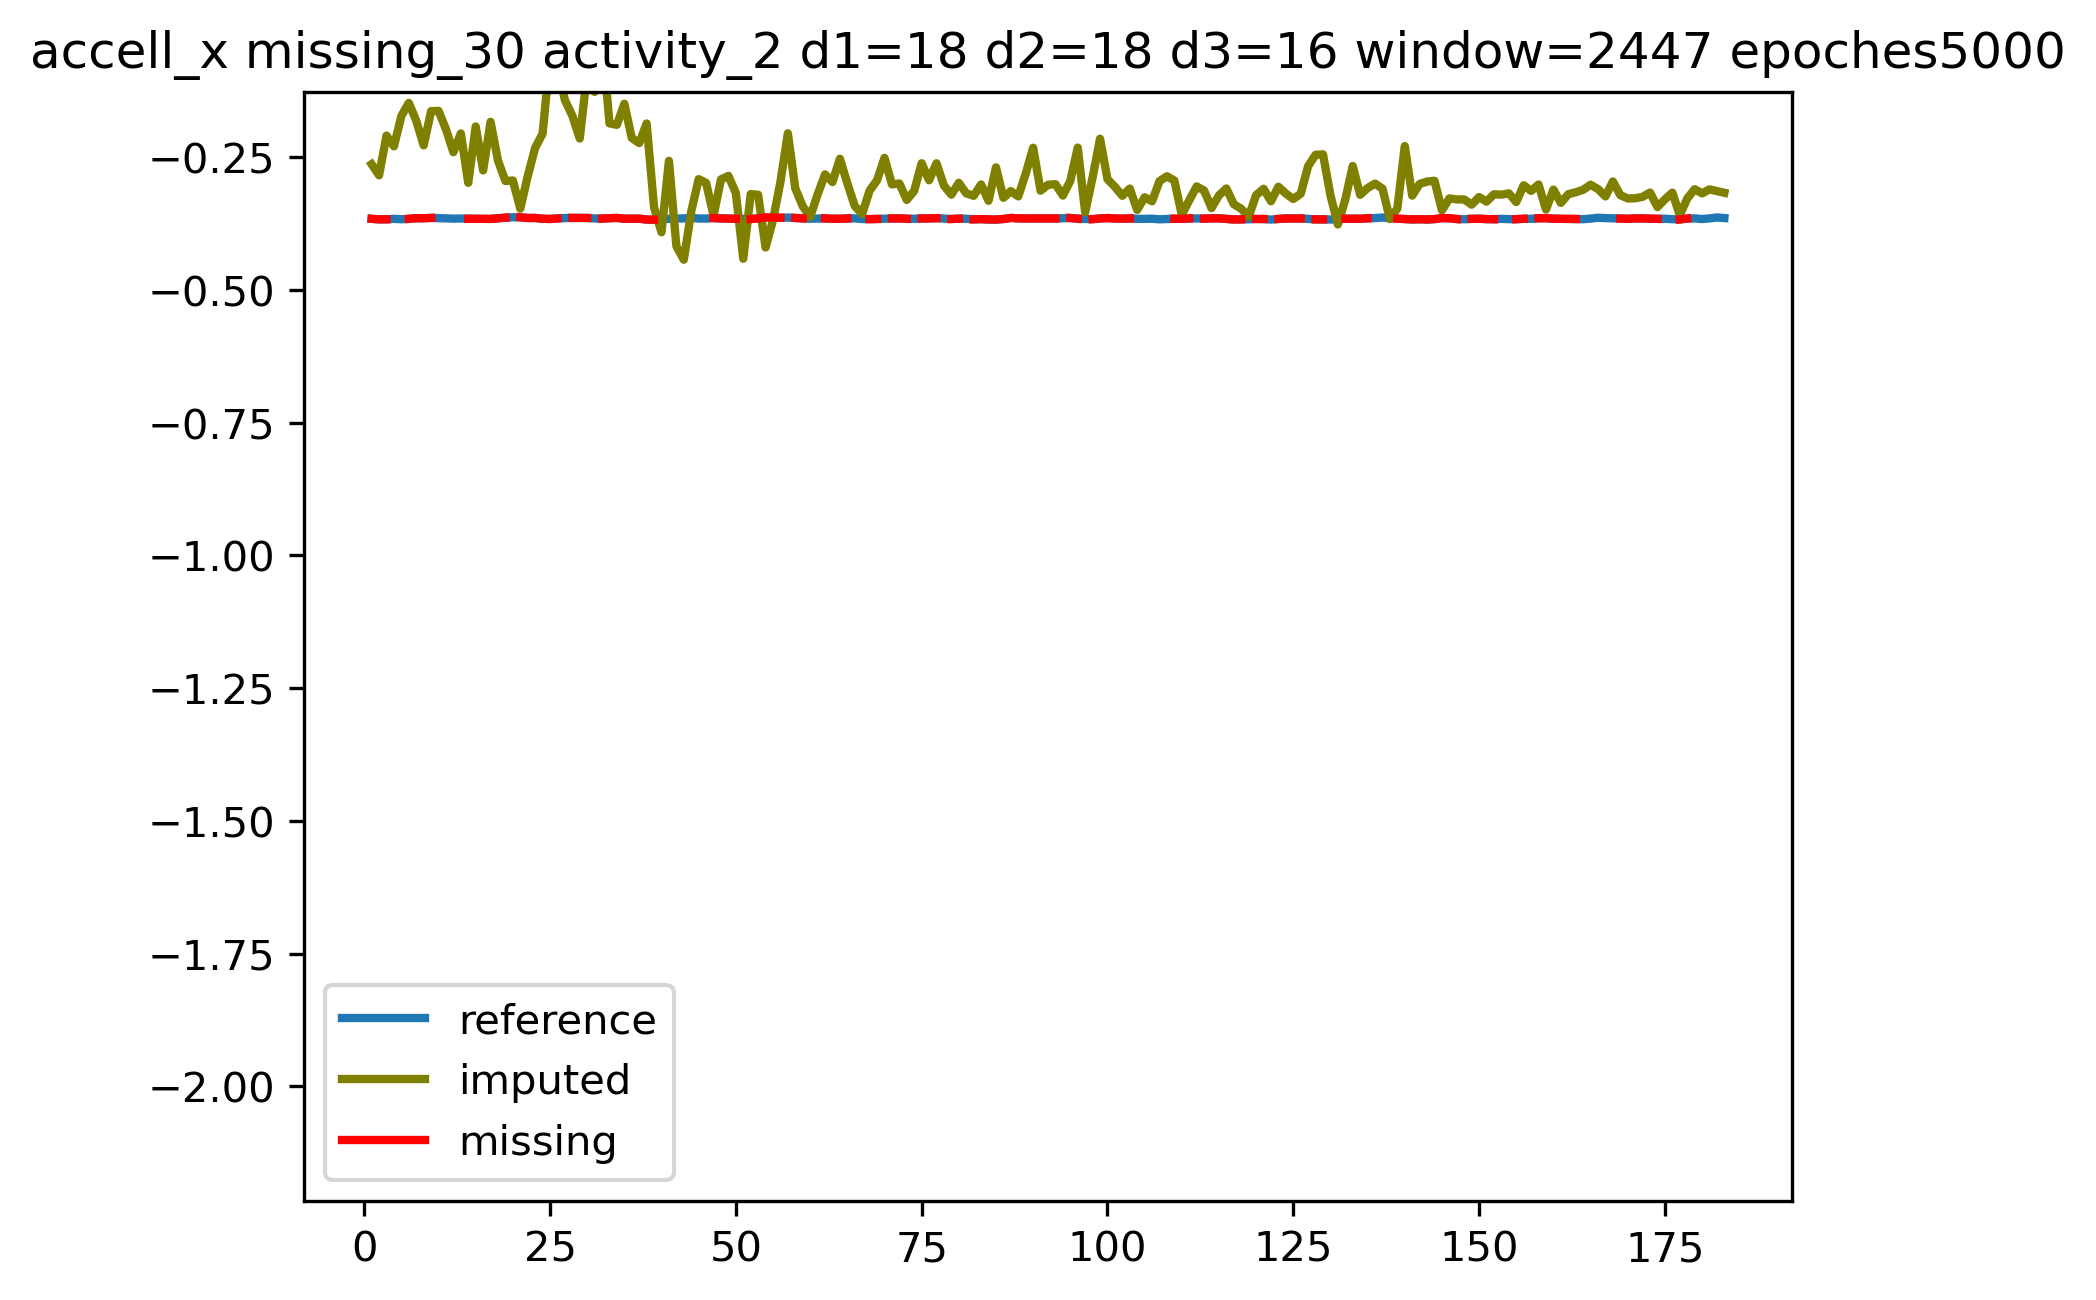 accell_x missing_30 activity_2 d1=18 d2=18 d3=16 window=2447 epoches5000
−0.25
−0.50
−0.75
−1.00
−1.25
−1.50
−1.75
−2.00
reference
imputed
missing
0 25 50 75 100 125 150 175